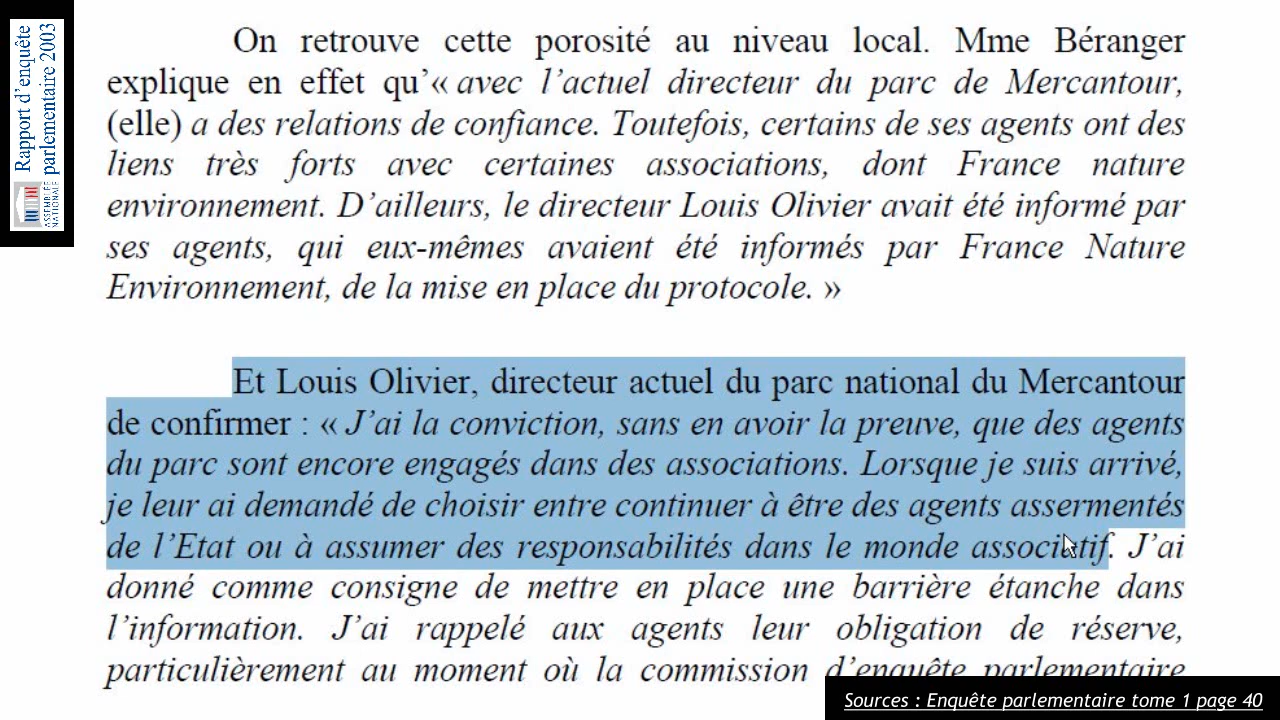 Rapport d'enquête
parlementaire 2003
ASSEMBLÉE
NATIONALE
On retrouve cette porosité au niveau local. Mme Béranger
explique en effet qu'« avec l'actuel directeur du parc de Mercantour,
(elle) a des relations de confiance. Toutefois, certains de ses agents ont des
liens très forts avec certaines associations, dont France nature
environnement. D'ailleurs, le directeur Louis Olivier avait été informé par
ses agents, qui eux-mêmes avaient été informés par France Nature
Environnement, de la mise en place du protocole. »
Et Louis Olivier, directeur actuel du parc national du Mercantour
de confirmer : « J'ai la conviction, sans en avoir la preuve, que des agents
du parc sont encore engagés dans des associations. Lorsque je suis arrivé,
je leur ai demandé de choisir entre continuer à être des agents assermentés
de l'Etat ou à assumer des responsabilités dans le monde associatif. J'ai
donné comme consigne de mettre en place une barrière étanche dans
l'information. J'ai rappelé aux agents leur obligation de réserve,
particulièrement au moment où la commission d'enquête parlementaire
Sources : Enquête parlementaire tome 1 page 40